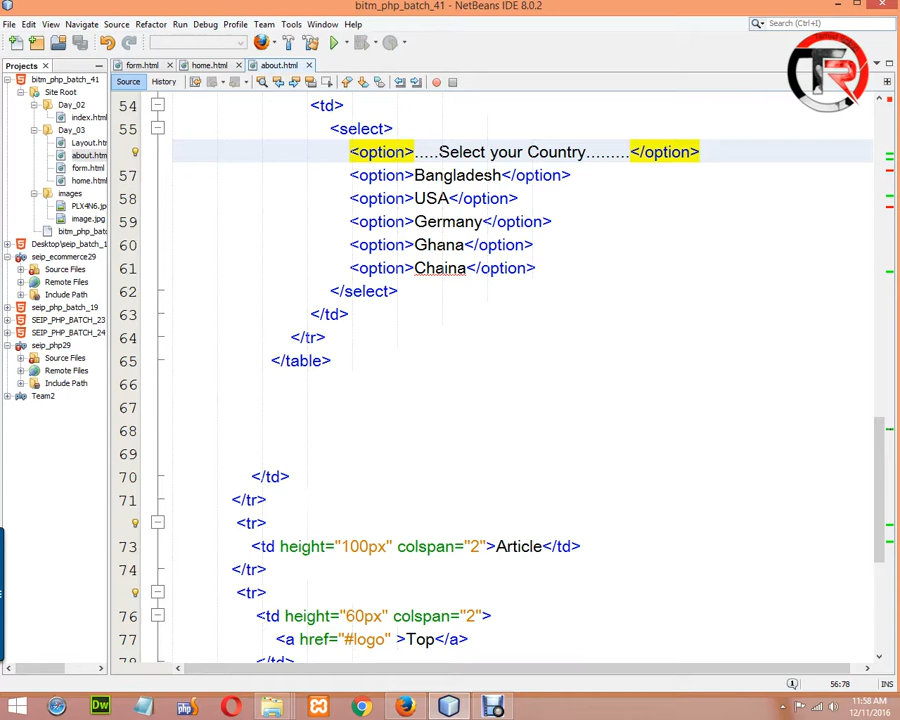 bitm_php_batch_41 - NetBeans IDE 8.0.2
File Edit View Navigate Source Refactor Run Debug Profile Team Tools Window Help
Search (Ctrl+I)
Projects
form.html home.html about.html
Source History
bitm_php_batch_41
Site Root
Day_02
index.html
Day_03
Layout.htm
about.htm
form.html
home.html
images
PLX4N6.jp
image.jpg
bitm_php_batc
Desktop\seip_batch_1
seip_ecommerce29
Source Files
Remote Files
Include Path
seip_php_batch_19
SEIP_PHP_BATCH_23
SEIP_PHP_BATCH_24
seip_php29
Source Files
Remote Files
Include Path
Team2
54 <td>
55 <select>
<option>.....Select your Country.........</option>
57 <option>Bangladesh</option>
58 <option>USA</option>
59 <option>Germany</option>
60 <option>Ghana</option>
61 <option>Chaina</option>
62 </select>
63 </td>
64 </tr>
65 </table>
66
67
68
69
70 </td>
71 </tr>
<tr>
73 <td height="100px" colspan="2">Article</td>
74 </tr>
<tr>
76 <td height="60px" colspan="2">
77 <a href="#logo" >Top</a>
78 </td>
56:78 INS
Dw
php
11:58 AM
12/11/2016